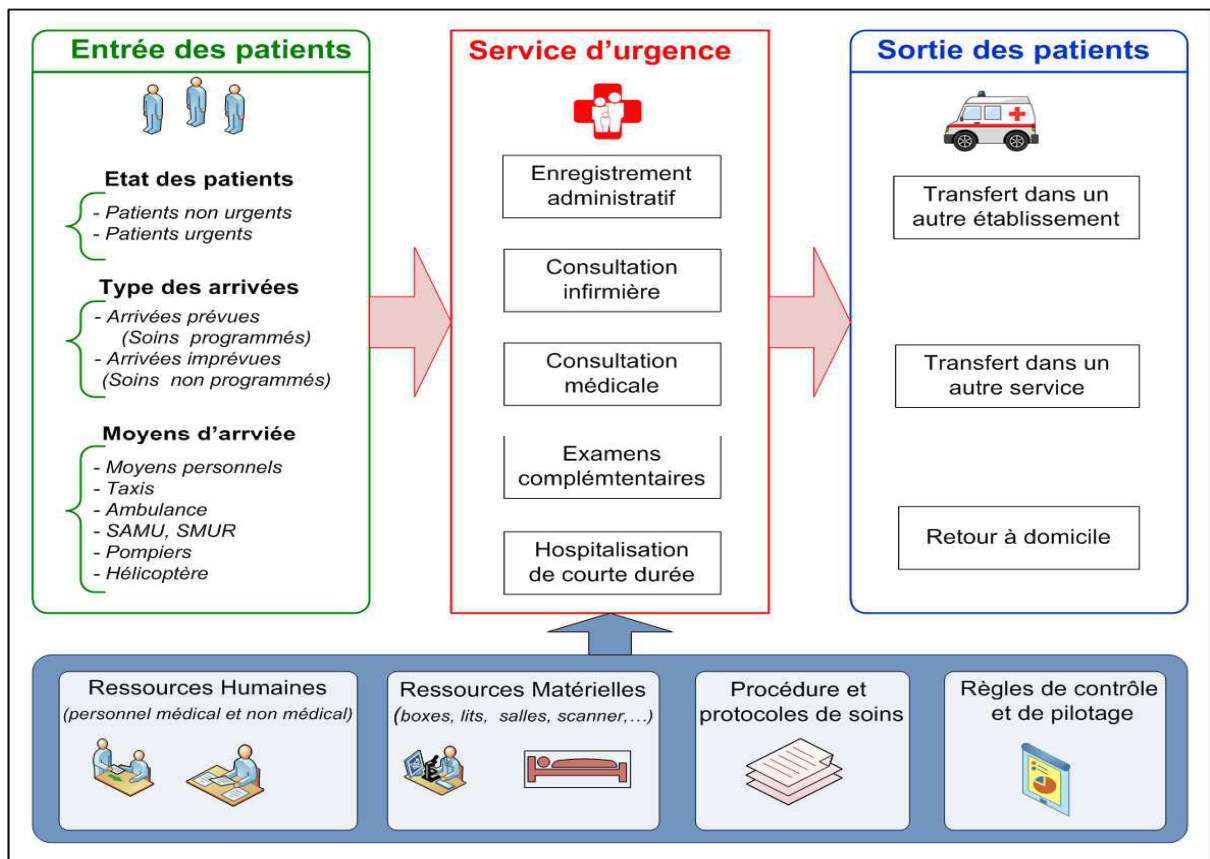 Entrée des patients
Etat des patients
- Patients non urgents
- Patients urgents
Type des arrivées
- Arrivées prévues
(Soins programmés)
- Arrivées imprévues
(Soins non programmés)
Moyens d'arrviée
- Moyens personnels
- Taxis
- Ambulance
- SAMU, SMUR
- Pompiers
- Hélicoptère
Service d'urgence
Enregistrement
administratif
Consultation
infirmière
Consultation
médicale
Examens
complémtentaires
Hospitalisation
de courte durée
Sortie des patients
Transfert dans un
autre établissement
Transfert dans un
autre service
Retour à domicile
Ressources Humaines
(personnel médical et non médical)
Ressources Matérielles
(boxes, lits, salles, scanner,...)
Procédure et
protocoles de soins
Règles de contrôle
et de pilotage